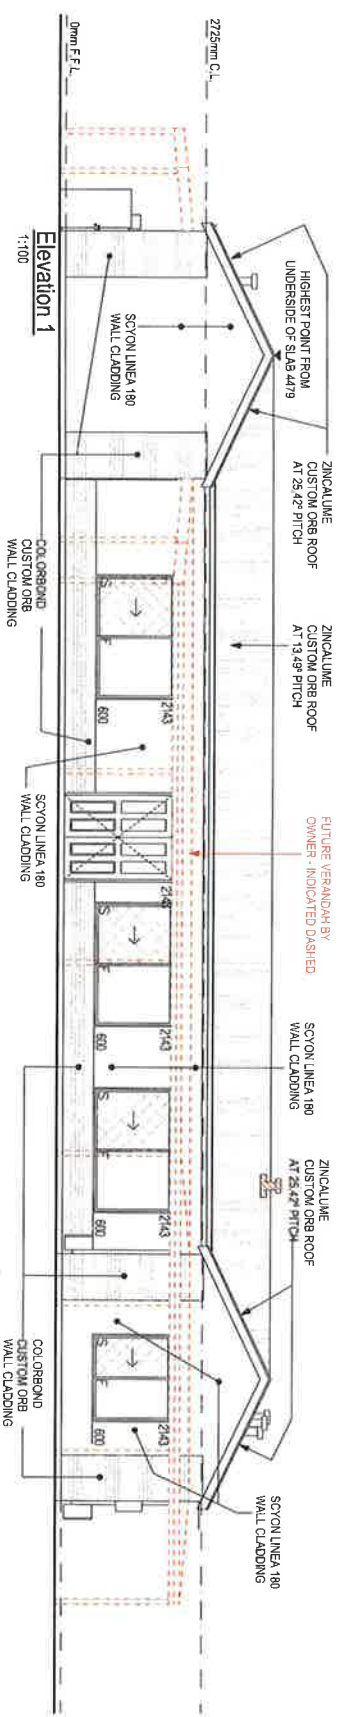 2725mm C.L.
0mm F.F.L.
Elevation 1
1:100
HIGHEST POINT FROM
UNDERSIDE OF SLAB 4479
ZINCALUME
CUSTOM ORB ROOF
AT 25.42° PITCH
SCYON LINEA 180
WALL CLADDING
COLORBOND
CUSTOM ORB
WALL CLADDING
ZINCALUME
CUSTOM ORB ROOF
AT 13.49° PITCH
S
F
2143
600
SCYON LINEA 180
WALL CLADDING
FUTURE VERANDAH BY
OWNER - INDICATED DASHED
2143
S
F
2143
600
SCYON LINEA 180
WALL CLADDING
S
F
2143
600
ZINCALUME
CUSTOM ORB ROOF
AT 25.42° PITCH
S
F
2143
600
COLORBOND
CUSTOM ORB
WALL CLADDING
SCYON LINEA 180
WALL CLADDING